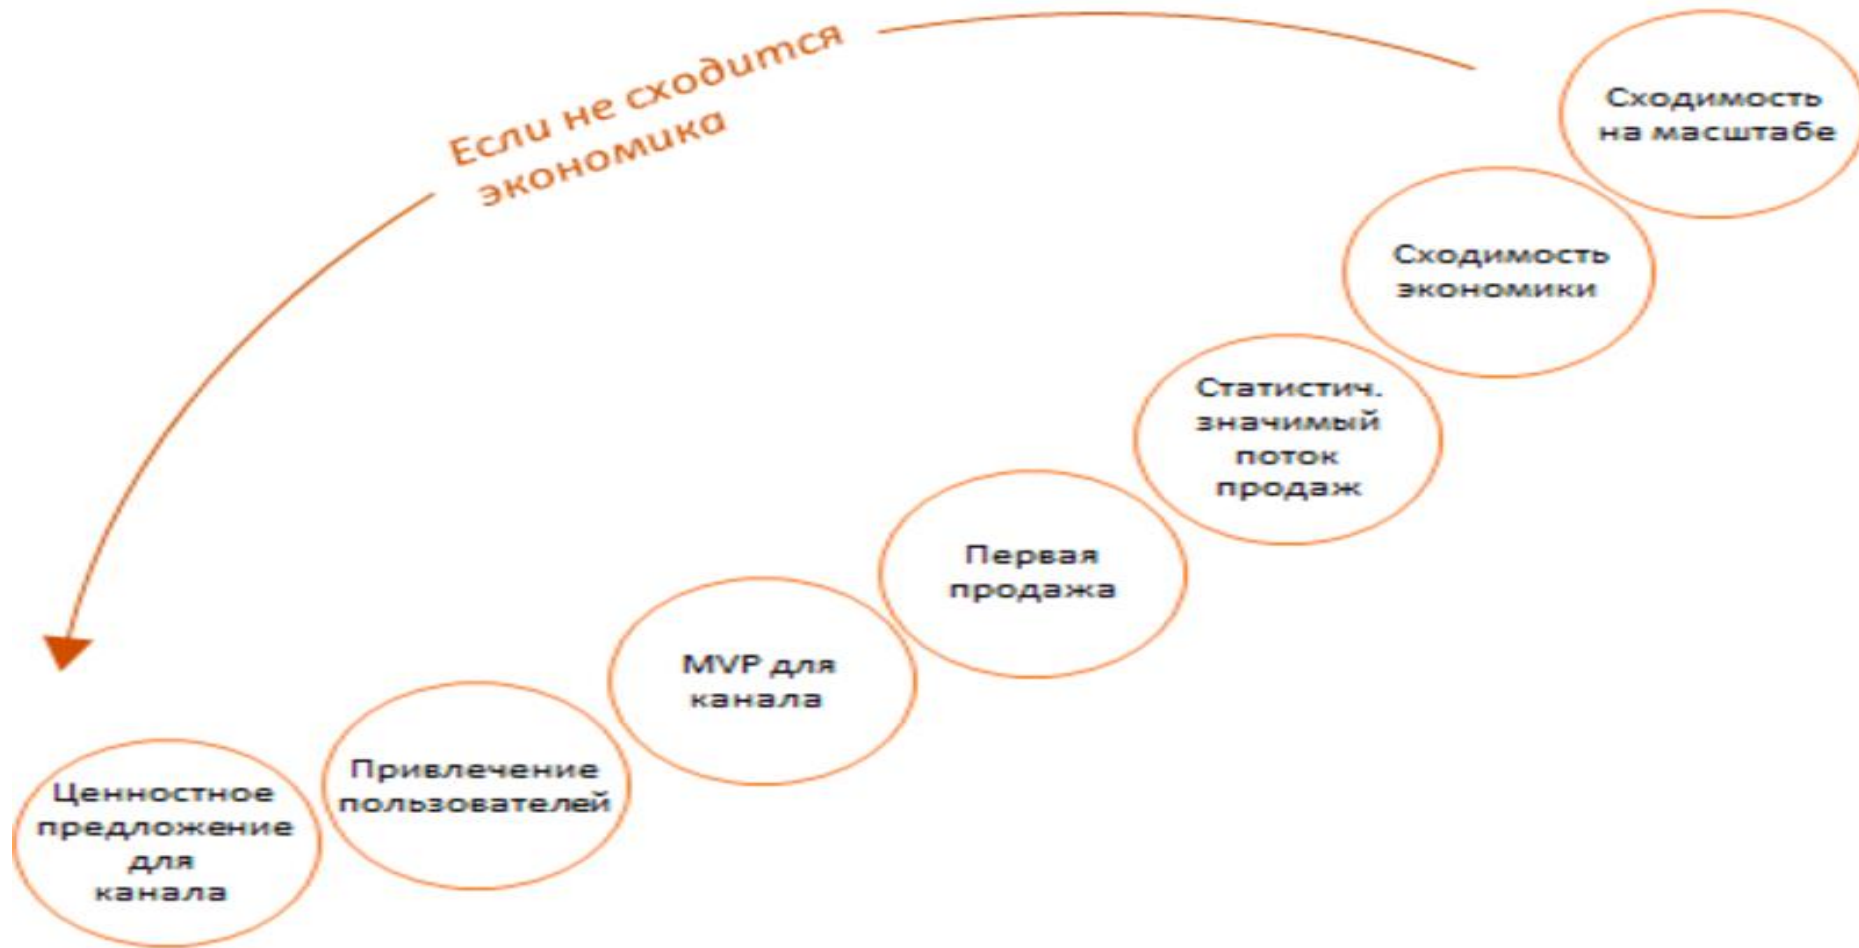 Если не сходится
экономика
Сходимость
на масштабе
Сходимость
экономики
Статистич.
значимый
поток
продаж
Первая
продажа
MVP для
канала
Привлечение
пользователей
Ценностное
предложение
для
канала